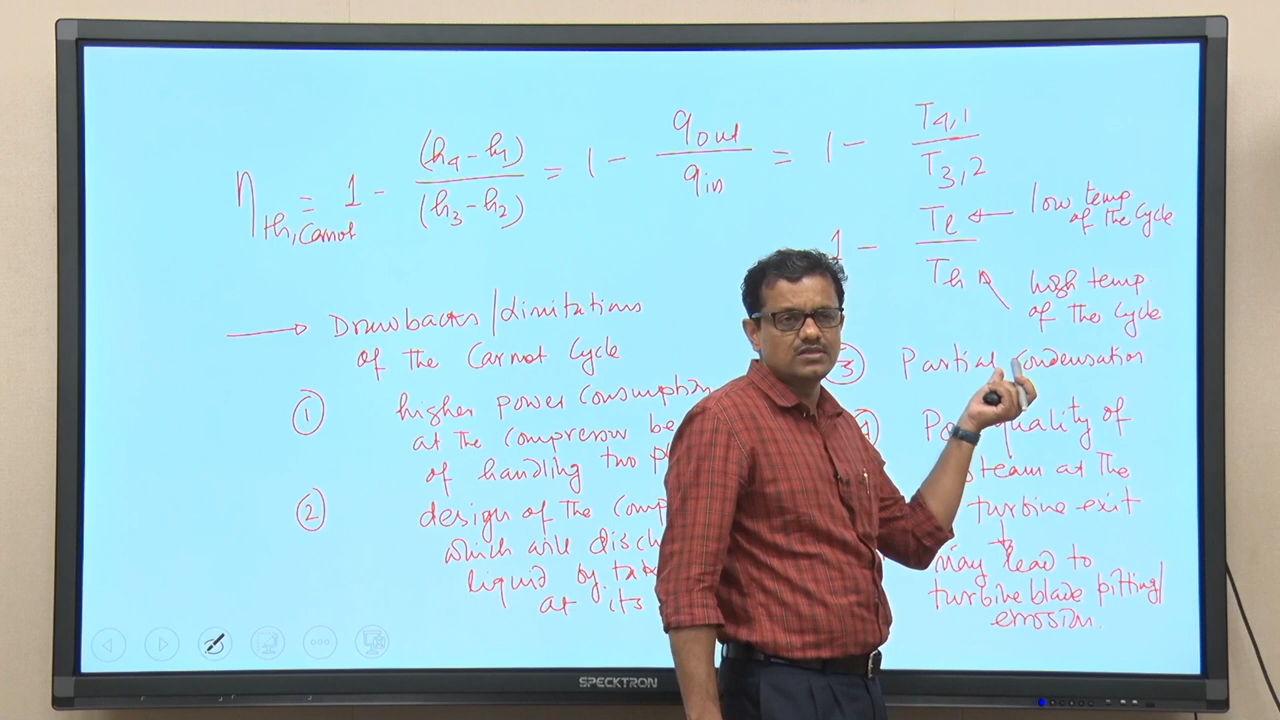 η th, Carnot = 1 - (h4 - h1) / (h3 - h2) = 1 - qout / qin = 1 - T4,1 / T3,2
1 - Tl / Th
low temp
of the Cycle
high temp.
of the Cycle
Drawbacks/limitations
of the Carnot Cycle
① higher power consumption
at the compressor
of handling two
② design of the
which will
liquid by
at its
③ Partial Condensation
quality of
steam at the
turbine exit
may lead to
turbine blade pitting/
errosion.
SPECKTRON